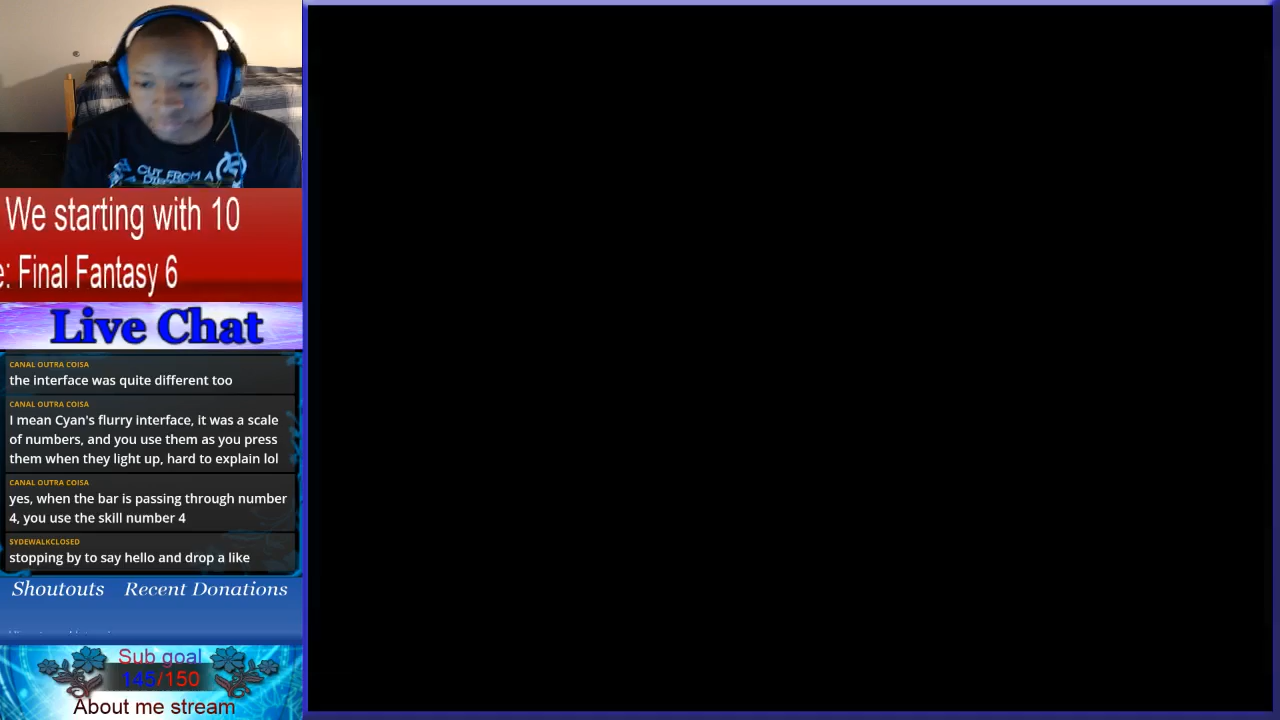 CUT FROM A
We starting with 10
e: Final Fantasy 6
Live Chat
CANAL OUTRA COISA
the interface was quite different too
CANAL OUTRA COISA
I mean Cyan's flurry interface, it was a scale
of numbers, and you use them as you press
them when they light up, hard to explain lol
CANAL OUTRA COISA
yes, when the bar is passing through number
4, you use the skill number 4
SYDEWALKCLOSED
stopping by to say hello and drop a like
Shoutouts Recent Donations
Sub goal
145/150
About me stream